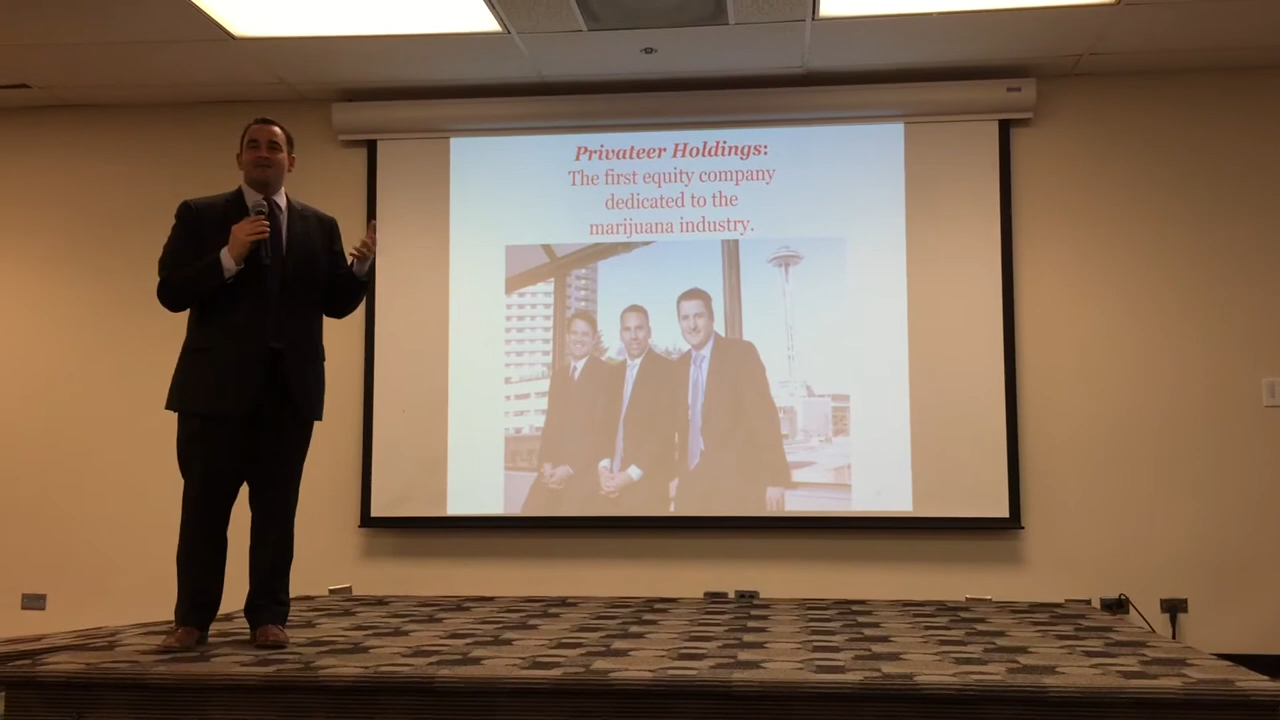 Privateer Holdings:
The first equity company
dedicated to the
marijuana industry.